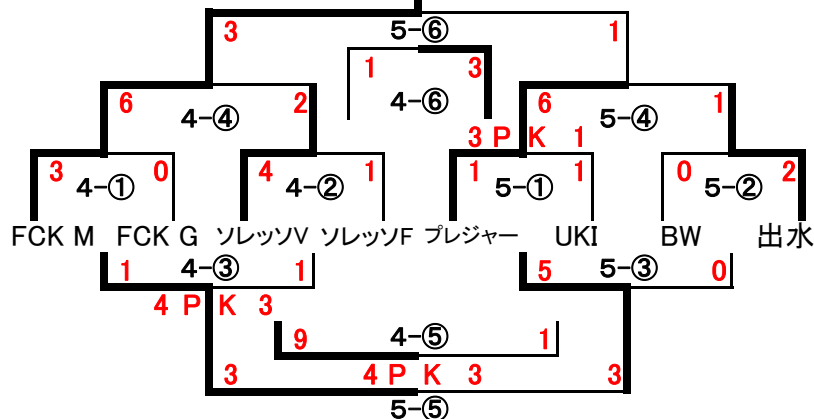 3 5-⑥ 1
1 3
6 4-④ 2 4-⑥ 6 5-④ 1
3 P K 1
3 4-① 0 4 4-② 1 1 5-① 1 0 5-② 2
FCK M FCK G ソレッソV ソレッソF プレジャー UKI BW 出水
1 4-③ 1 5 5-③ 0
4 P K 3
9 4-⑤ 1
3 4 P K 3 3
5-⑤